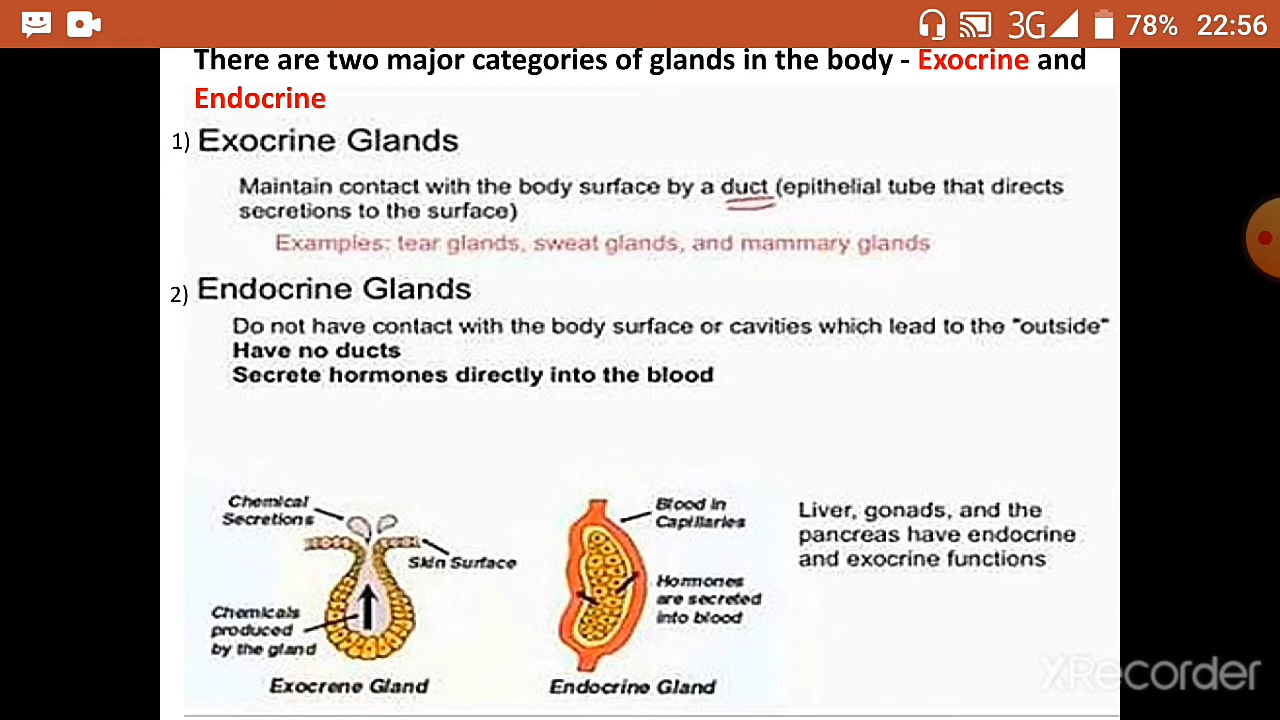 3G 78% 22:56
There are two major categories of glands in the body - Exocrine and
Endocrine
1) Exocrine Glands
Maintain contact with the body surface by a duct (epithelial tube that directs
secretions to the surface)
Examples: tear glands, sweat glands, and mammary glands
2) Endocrine Glands
Do not have contact with the body surface or cavities which lead to the "outside"
Have no ducts
Secrete hormones directly into the blood
Chemical
Secretions
Skin Surface
Chemicals
produced
by the gland
Exocrene Gland
Blood in
Capillaries
Hormones
are secreted
into blood
Endocrine Gland
Liver, gonads, and the
pancreas have endocrine
and exocrine functions
XRecorder